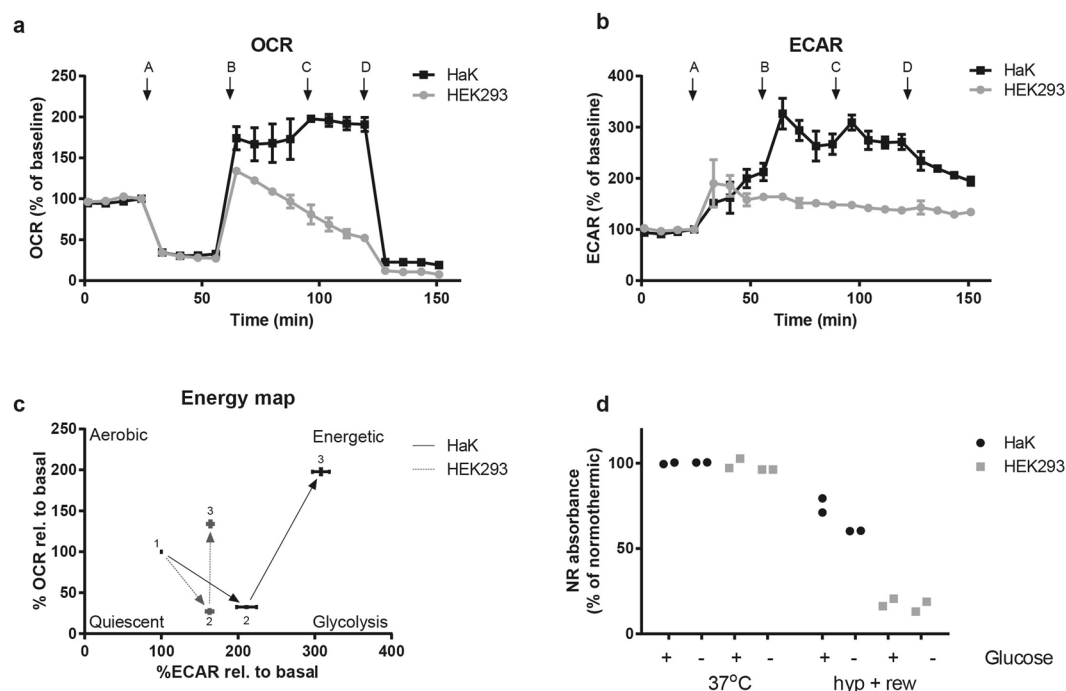 a
OCR
A B C D
HaK
HEK293
250
200
150
100
50
0
OCR (% of baseline)
0 50 100 150
Time (min)
b
ECAR
A B C D
HaK
HEK293
400
300
200
100
0
ECAR (% of baseline)
0 50 100 150
Time (min)
c
Energy map
Aerobic Energetic
HaK
HEK293
250
200
150
100
50
0
% OCR rel. to basal
3
3
1
2 2
Quiescent Glycolysis
0 100 200 300 400
%ECAR rel. to basal
d
HaK
HEK293
100
50
0
NR absorbance
(% of normothermic)
+ - + - + - + - Glucose
37°C hyp + rew